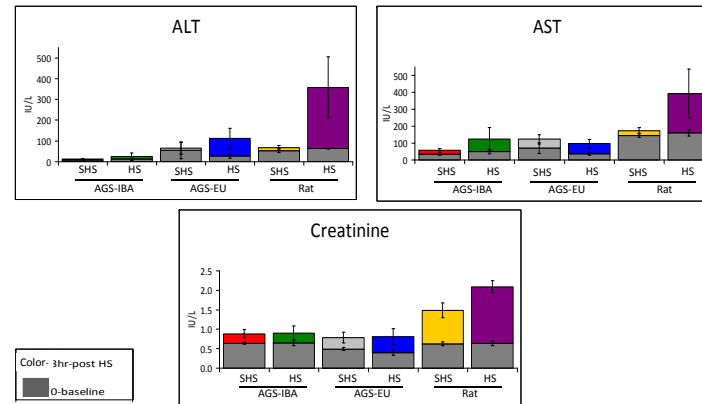 ALT
500
400
300
200
100
0
IU/L
SHS HS SHS HS SHS HS
AGS-IBA AGS-EU Rat
AST
500
400
300
200
100
0
IU/L
SHS HS SHS HS SHS HS
AGS-IBA AGS-EU Rat
Creatinine
2.5
2.0
1.5
1.0
0.5
0.0
IU/L
SHS HS SHS HS SHS HS
AGS-IBA AGS-EU Rat
Color- 3hr-post HS
0-baseline